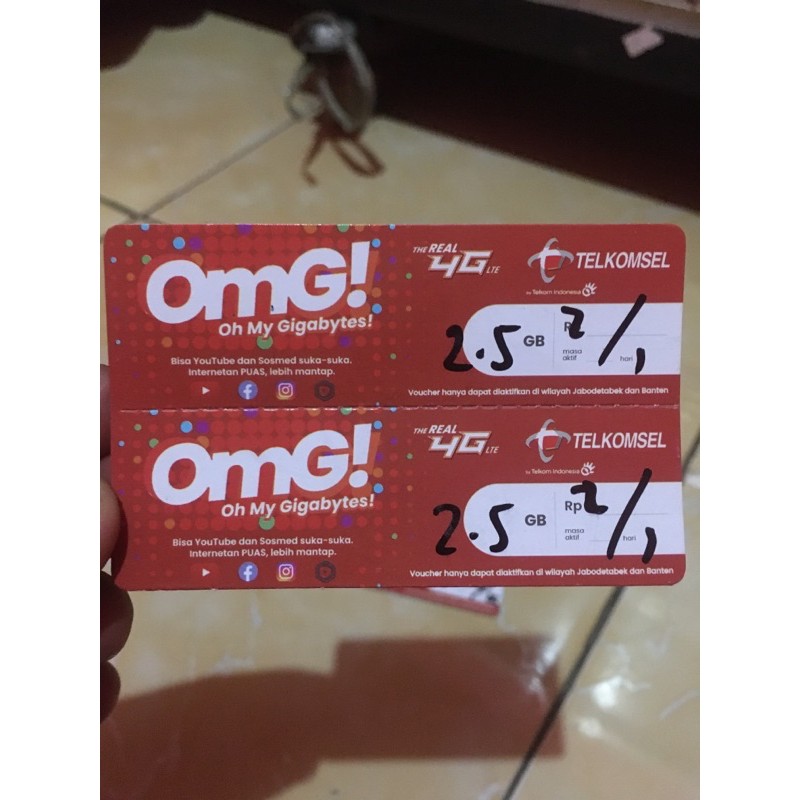 OmG!
Oh My Gigabytes!
Bisa YouTube dan Sosmed suka-suka.
Internetan PUAS, lebih mantap.
THE REAL
4G LTE
TELKOMSEL
by Telkom Indonesia
2.5 GB
2/1
masa
aktif
hari
Voucher hanya dapat diaktifkan di wilayah Jabodetabek dan Banten
OmG!
Oh My Gigabytes!
Bisa YouTube dan Sosmed suka-suka.
Internetan PUAS, lebih mantap.
THE REAL
4G LTE
TELKOMSEL
by Telkom Indonesia
2.5 GB
Rp 2/1
masa
aktif
hari
Voucher hanya dapat diaktifkan di wilayah Jabodetabek dan Banten